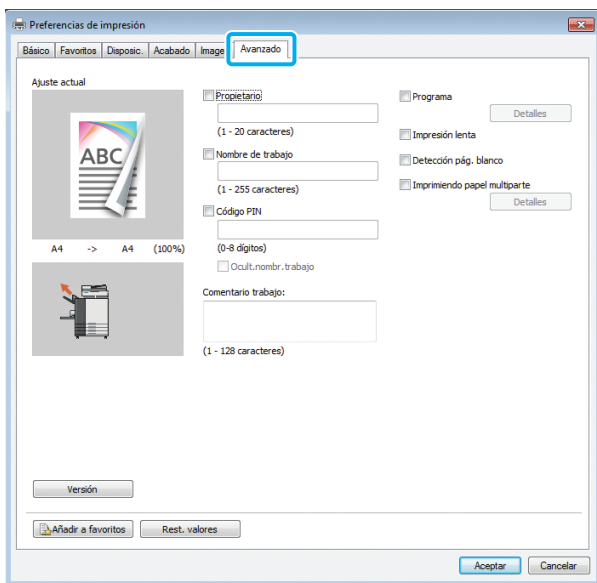 Preferencias de impresión
Básico Favoritos Disposic. Acabado Image Avanzado
Ajuste actual
ABC
A4 -> A4 (100%)
Propietario
(1 - 20 caracteres)
Nombre de trabajo
(1 - 255 caracteres)
Código PIN
(0-8 dígitos)
Ocult.nombr.trabajo
Comentario trabajo:
(1 - 128 caracteres)
Programa
Detalles
Impresión lenta
Detección pág. blanco
Imprimiendo papel multiparte
Detalles
Versión
Añadir a favoritos Rest. valores
Aceptar Cancelar